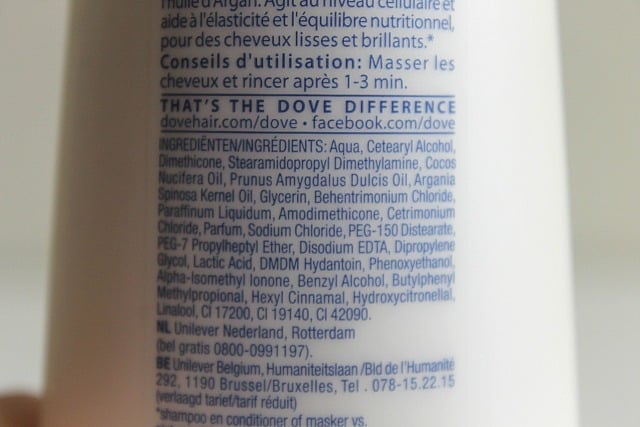 l'huile d'Argan. Agit au niveau cellulaire et
aide à l'élasticité et l'équilibre nutritionnel,
pour des cheveux lisses et brillants.*
Conseils d'utilisation: Masser les
cheveux et rincer après 1-3 min.
THAT'S THE DOVE DIFFERENCE
dovehair.com/dove • facebook.com/dove
INGREDIËNTEN/INGRÉDIENTS: Aqua, Cetearyl Alcohol,
Dimethicone, Stearamidopropyl Dimethylamine, Cocos
Nucifera Oil, Prunus Amygdalus Dulcis Oil, Argania
Spinosa Kernel Oil, Glycerin, Behentrimonium Chloride,
Paraffinum Liquidum, Amodimethicone, Cetrimonium
Chloride, Parfum, Sodium Chloride, PEG-150 Distearate,
PEG-7 Propylheptyl Ether, Disodium EDTA, Dipropylene
Glycol, Lactic Acid, DMDM Hydantoin, Phenoxyethanol,
Alpha-Isomethyl Ionone, Benzyl Alcohol, Butylphenyl
Methylpropional, Hexyl Cinnamal, Hydroxycitronellal,
Linalool, CI 17200, CI 19140, CI 42090.
NL Unilever Nederland, Rotterdam
(bel gratis 0800-0991197).
BE Unilever Belgium, Humaniteitslaan /Bld de l'Humanité
292, 1190 Brussel/Bruxelles, Tel . 078-15.22.15
(verlaagd tarief/tarif réduit)
*shampoo en conditioner of masker vs.